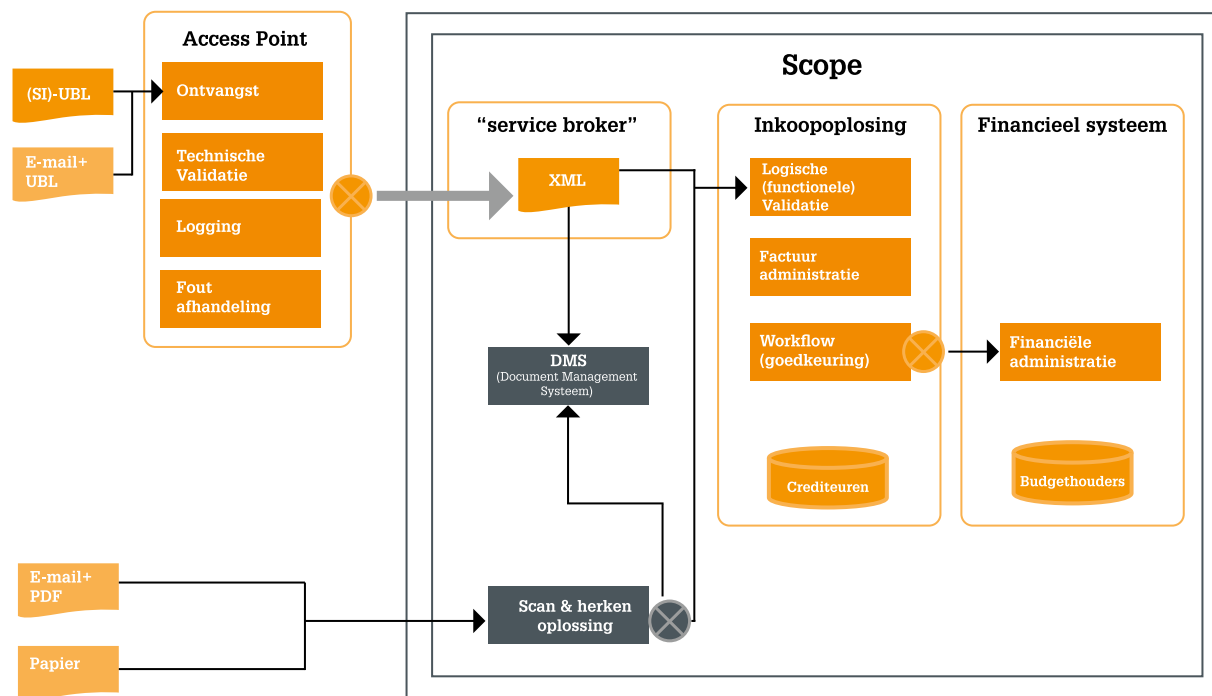 Access Point
(SI)-UBL
E-mail+
UBL
Ontvangst
Technische
Validatie
Logging
Fout
afhandeling
Scope
“service broker”
XML
DMS
(Document Management
Systeem)
Inkoopoplosing
Logische
(functionele)
Validatie
Factuur
administratie
Workflow
(goedkeuring)
Crediteuren
Financieel systeem
Financiële
administratie
Budgethouders
E-mail+
PDF
Papier
Scan & herken
oplossing